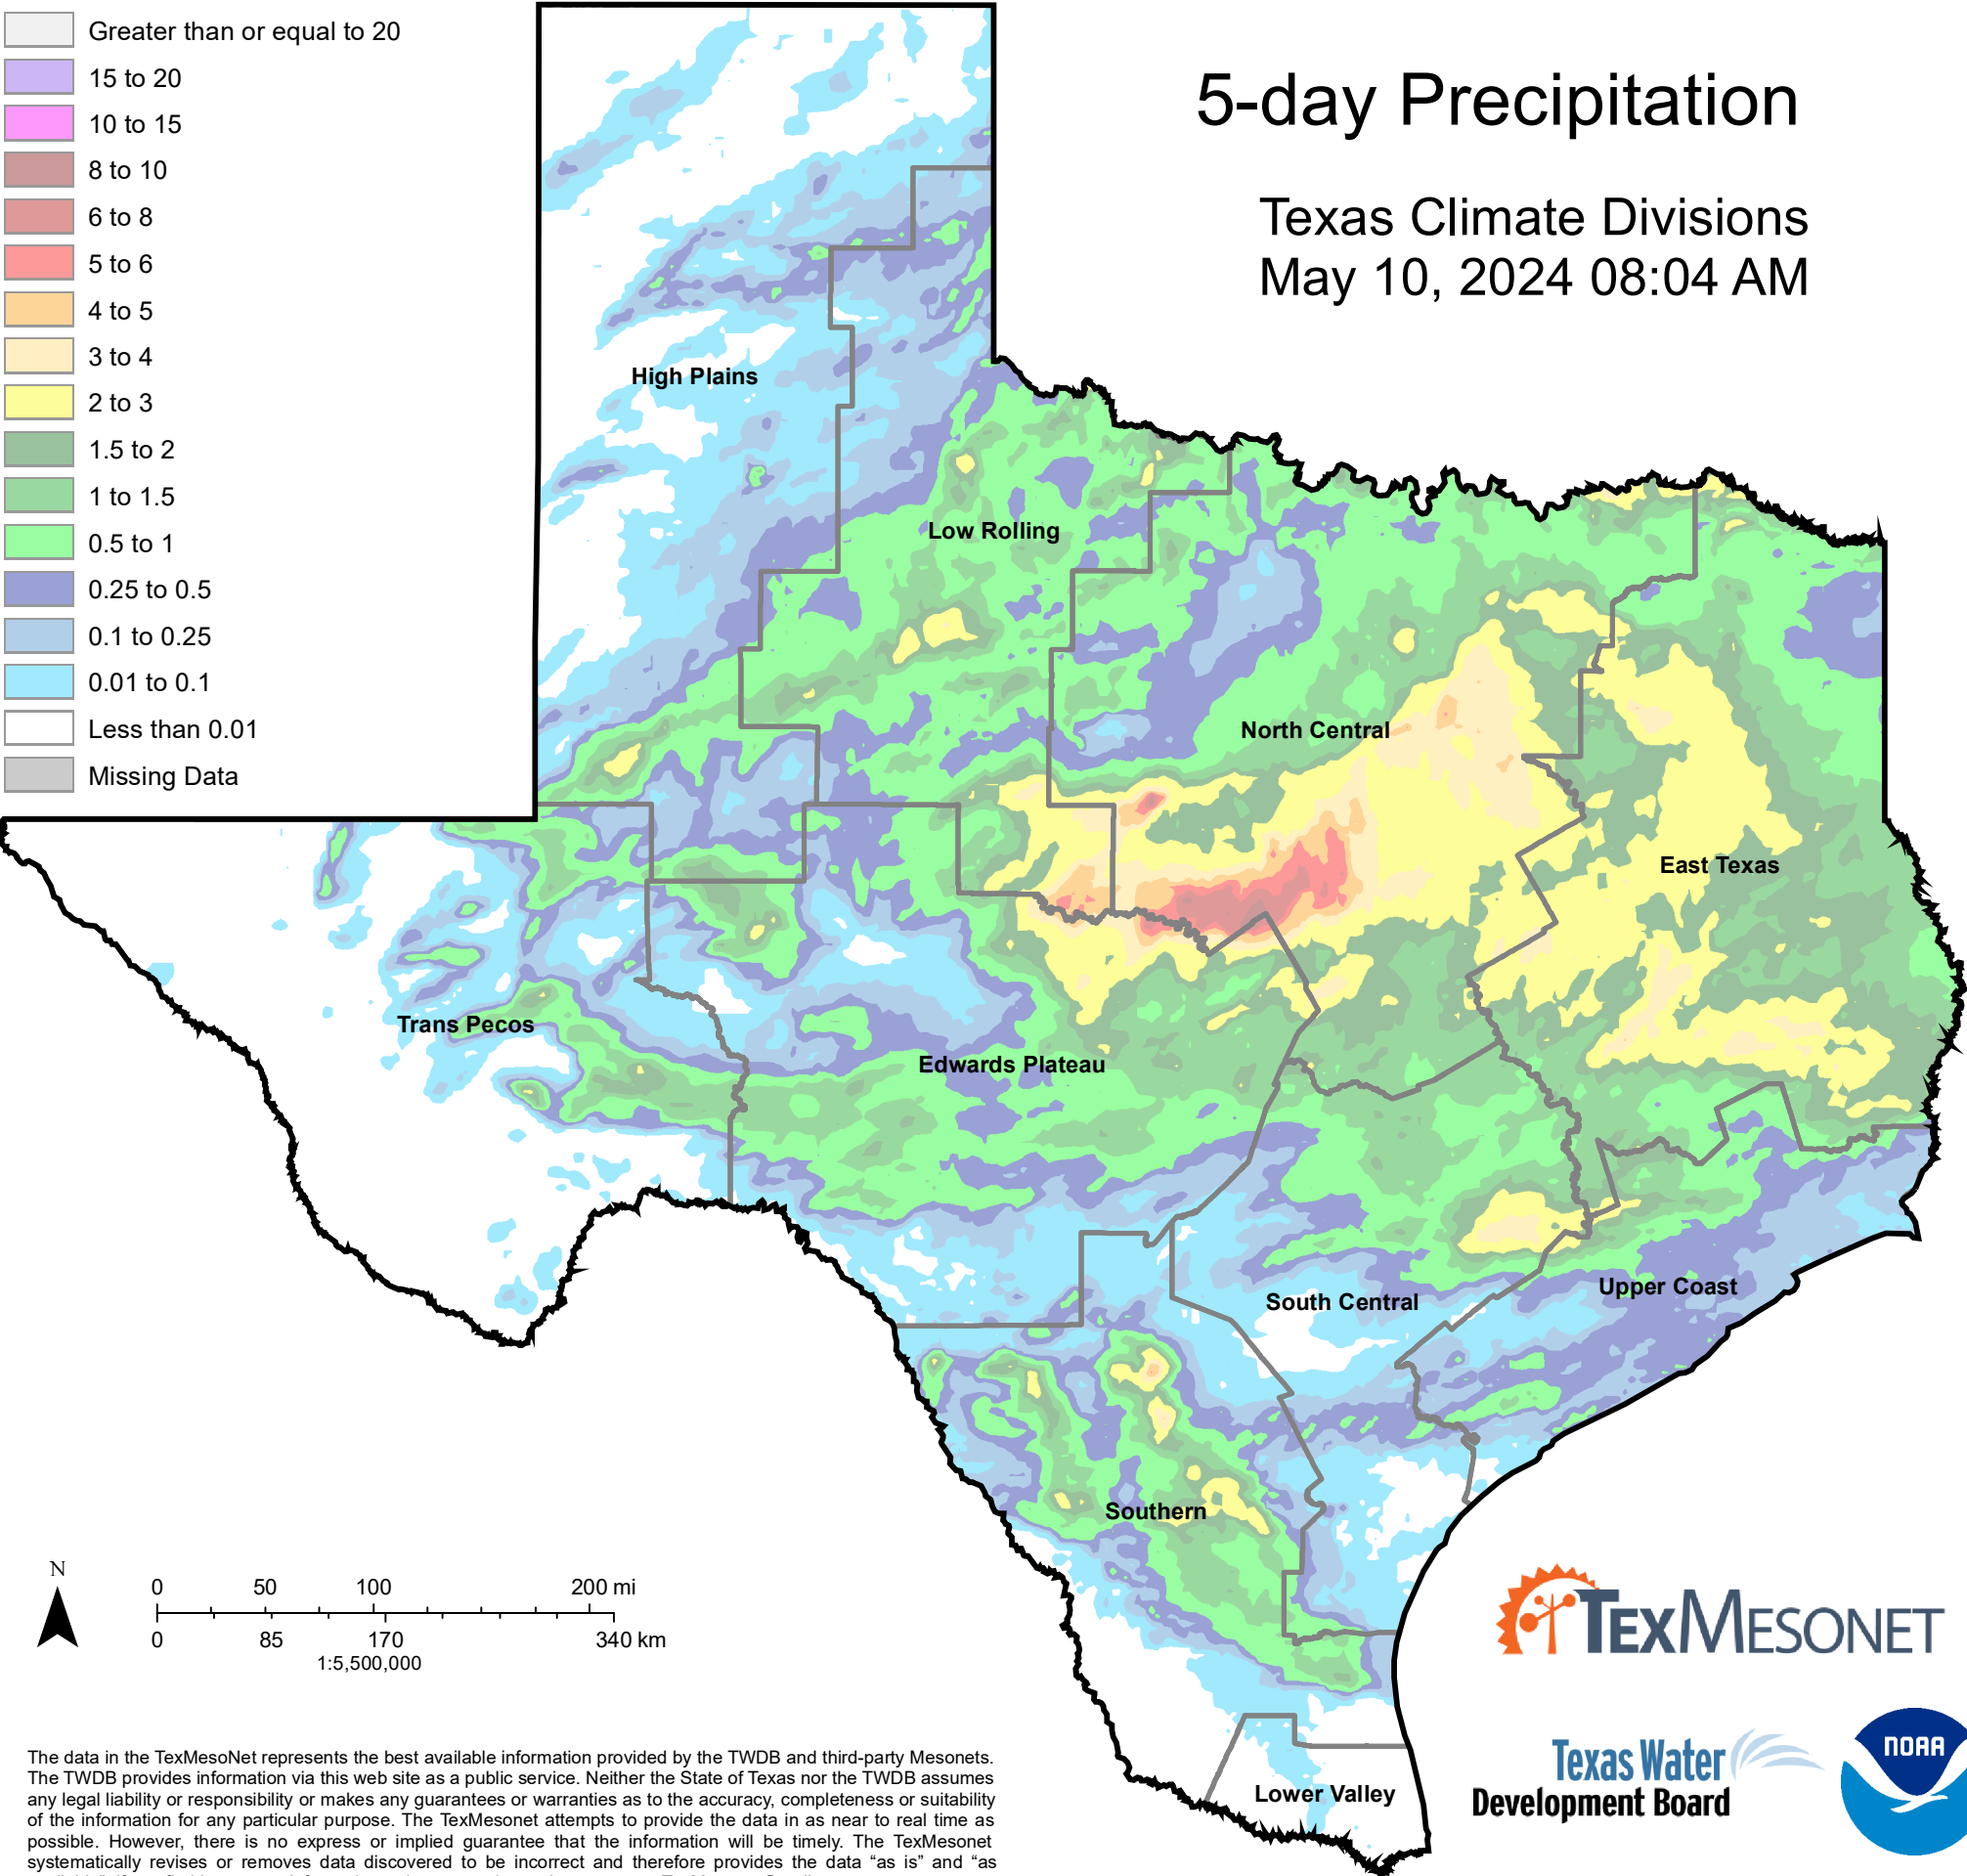 Greater than or equal to 20
15 to 20
10 to 15
8 to 10
6 to 8
5 to 6
4 to 5
3 to 4
2 to 3
1.5 to 2
1 to 1.5
0.5 to 1
0.25 to 0.5
0.1 to 0.25
0.01 to 0.1
Less than 0.01
Missing Data
5-day Precipitation
Texas Climate Divisions
May 10, 2024 08:04 AM
High Plains
Low Rolling
North Central
East Texas
Trans Pecos
Edwards Plateau
Upper Coast
South Central
Southern
Lower Valley
N
0 50 100 200 mi
0 85 170 340 km
1:5,500,000
TEXMESONET
Texas Water
Development Board
NOAA
The data in the TexMesoNet represents the best available information provided by the TWDB and third-party Mesonets.
The TWDB provides information via this web site as a public service. Neither the State of Texas nor the TWDB assumes
any legal liability or responsibility or makes any guarantees or warranties as to the accuracy, completeness or suitability
of the information for any particular purpose. The TexMesonet attempts to provide the data in as near to real time as
possible. However, there is no express or implied guarantee that the information will be timely. The TexMesonet
systematically revises or removes data discovered to be incorrect and therefore provides the data “as is” and “as